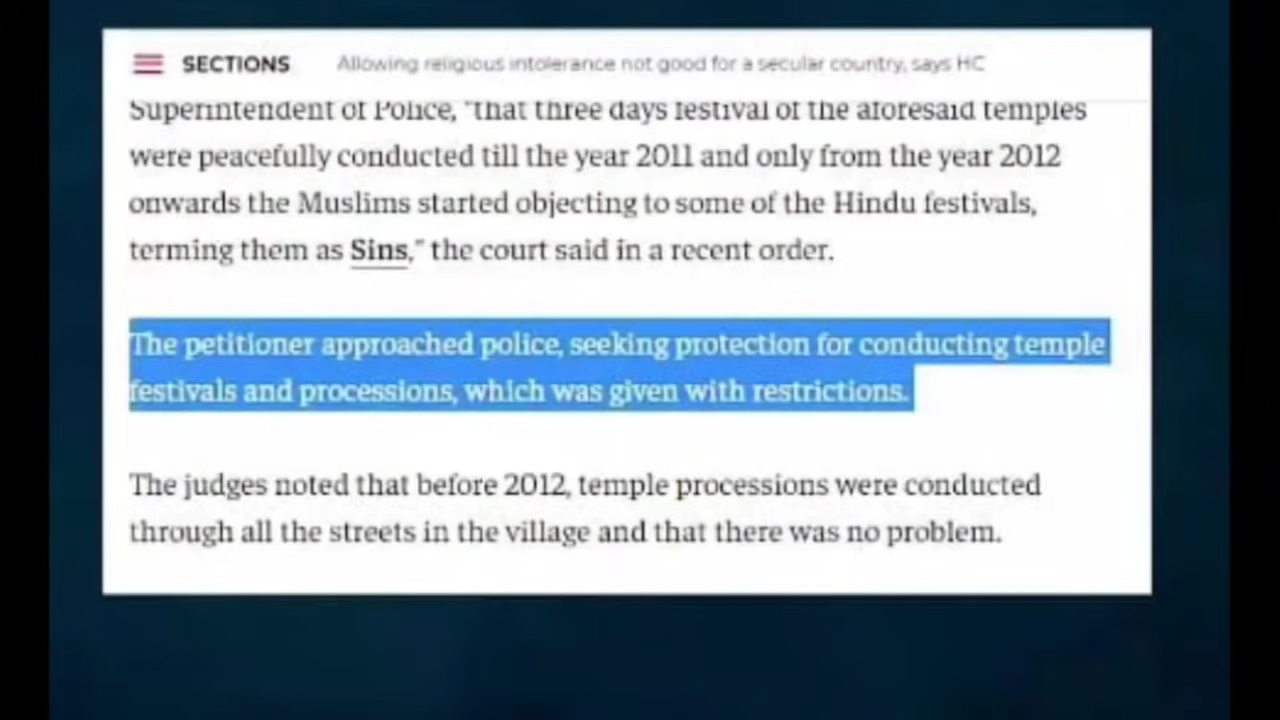 SECTIONS Allowing religious intolerance not good for a secular country, says HC
Superintendent of Police, "that three days festival of the aforesaid temples
were peacefully conducted till the year 2011 and only from the year 2012
onwards the Muslims started objecting to some of the Hindu festivals,
terming them as Sins," the court said in a recent order.
The petitioner approached police, seeking protection for conducting temple
festivals and processions, which was given with restrictions.
The judges noted that before 2012, temple processions were conducted
through all the streets in the village and that there was no problem.